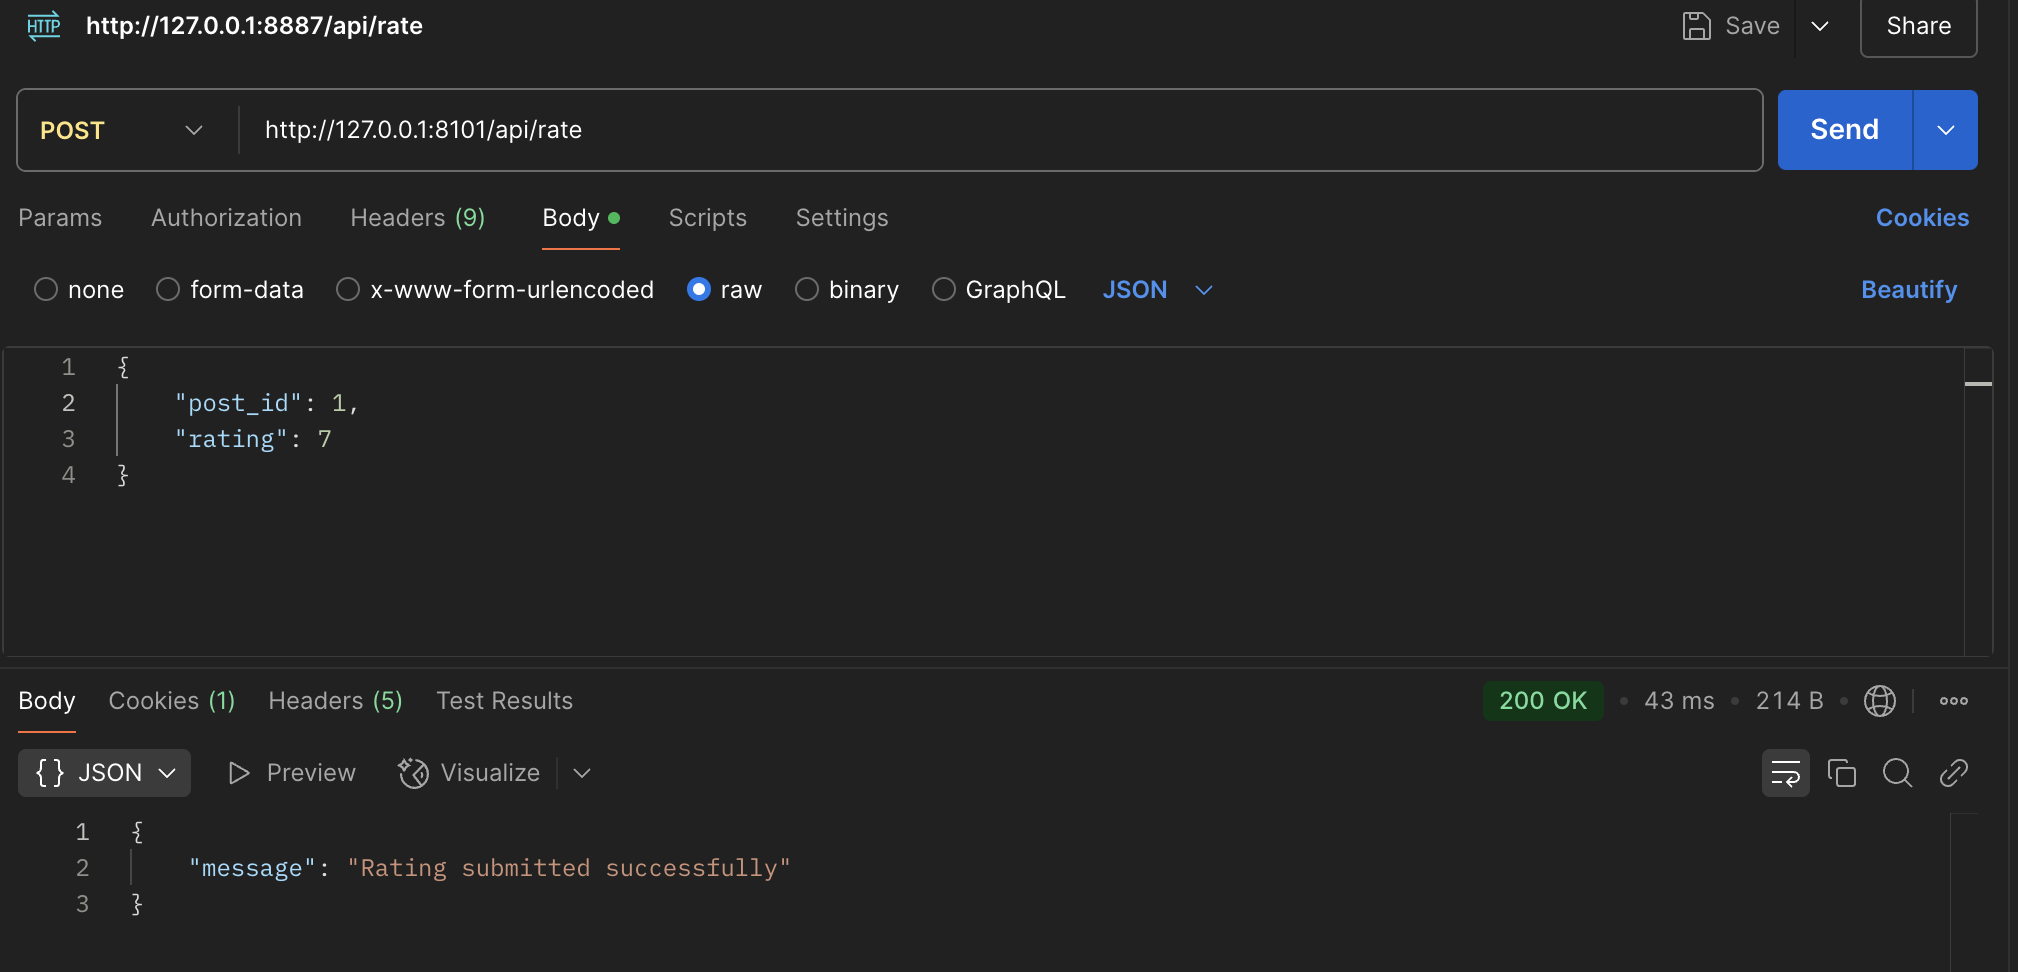 HTTP http://127.0.0.1:8887/api/rate Save Share
POST http://127.0.0.1:8101/api/rate Send
Params Authorization Headers (9) Body Scripts Settings Cookies
none form-data x-www-form-urlencoded raw binary GraphQL JSON Beautify
1 {
2 "post_id": 1,
3 "rating": 7
4 }
Body Cookies (1) Headers (5) Test Results 200 OK • 43 ms • 214 B •
{} JSON Preview Visualize
1 {
2 "message": "Rating submitted successfully"
3 }